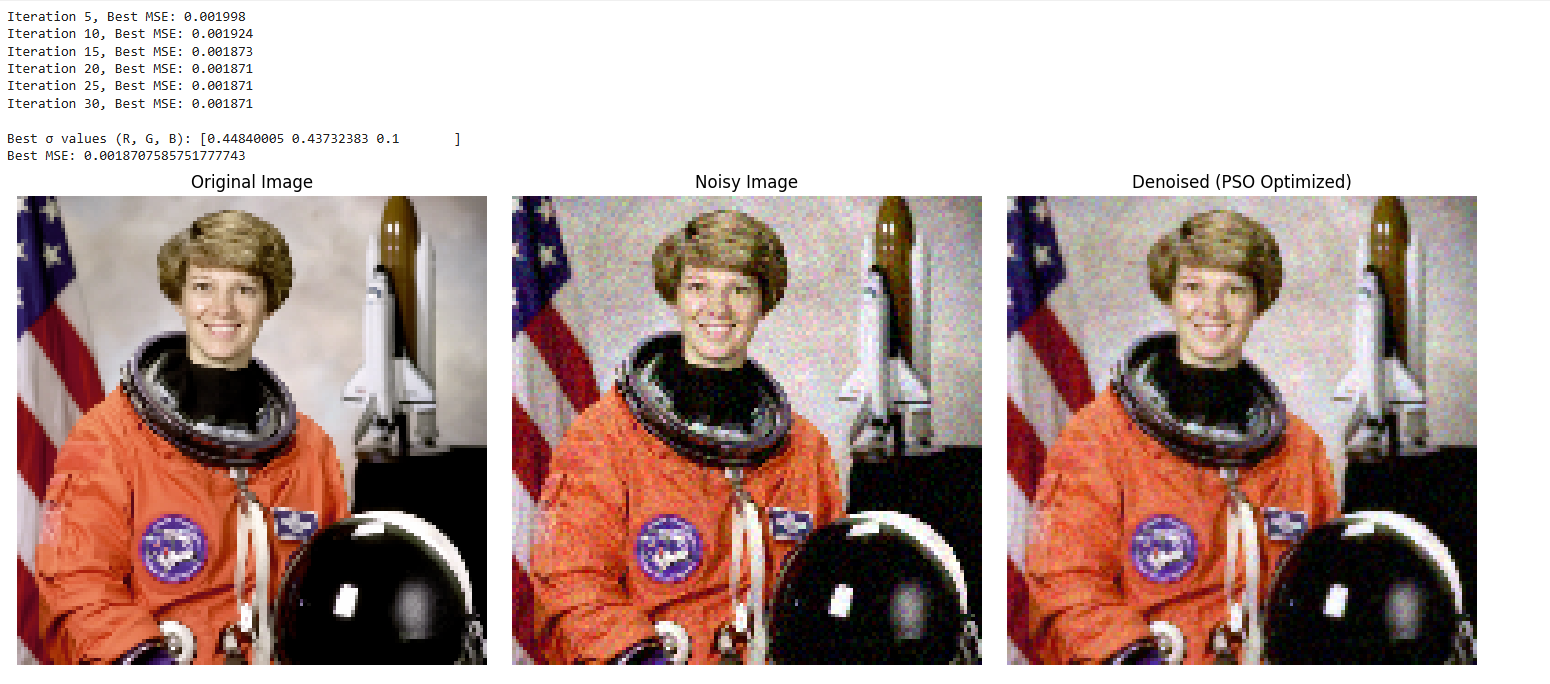 Iteration 5, Best MSE: 0.001998
Iteration 10, Best MSE: 0.001924
Iteration 15, Best MSE: 0.001873
Iteration 20, Best MSE: 0.001871
Iteration 25, Best MSE: 0.001871
Iteration 30, Best MSE: 0.001871
Best σ values (R, G, B): [0.44840005 0.43732383 0.1       ]
Best MSE: 0.0018707585751777743
Original Image
Noisy Image
Denoised (PSO Optimized)